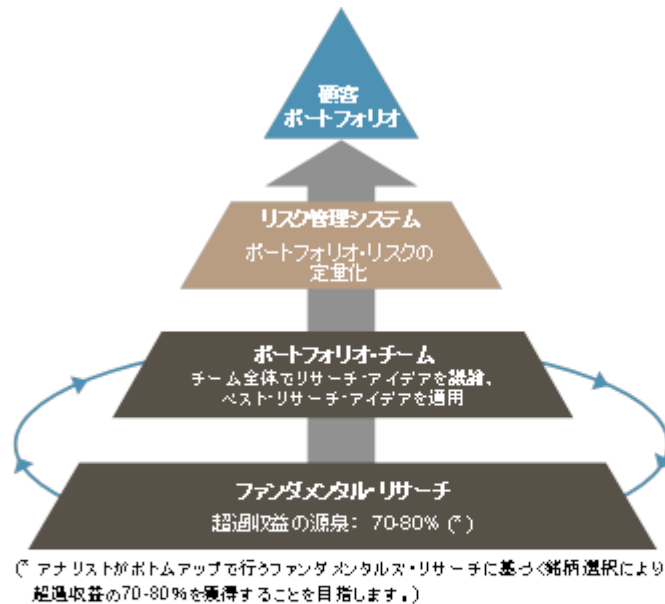 顧客
ポートフォリオ
リスク管理システム
ポートフォリオ・リスクの
定量化
ポートフォリオ・チーム
チーム全体でリサーチ・アイデアを議論、
ベスト・リサーチ・アイデアを適用
ファンダメンタル・リサーチ
超過収益の源泉: 70-80% (*)
(* アナリストがボトムアップで行うファンダメンタルズ・リサーチに基づく銘柄選択により
超過収益の70-80%を獲得することを目指します。)